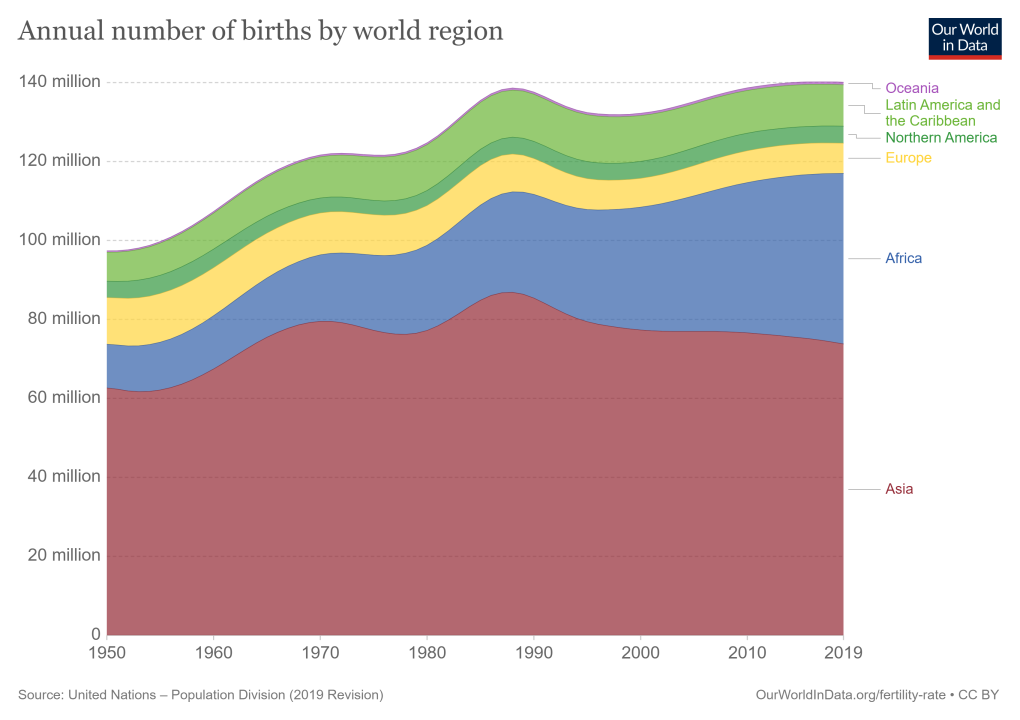 Annual number of births by world region
Our World
in Data
140 million
120 million
100 million
80 million
60 million
40 million
20 million
0
1950
1960
1970
1980
1990
2000
2010
2019
Oceania
Latin America and
the Caribbean
Northern America
Europe
Africa
Asia
Source: United Nations – Population Division (2019 Revision)
OurWorldInData.org/fertility-rate • CC BY